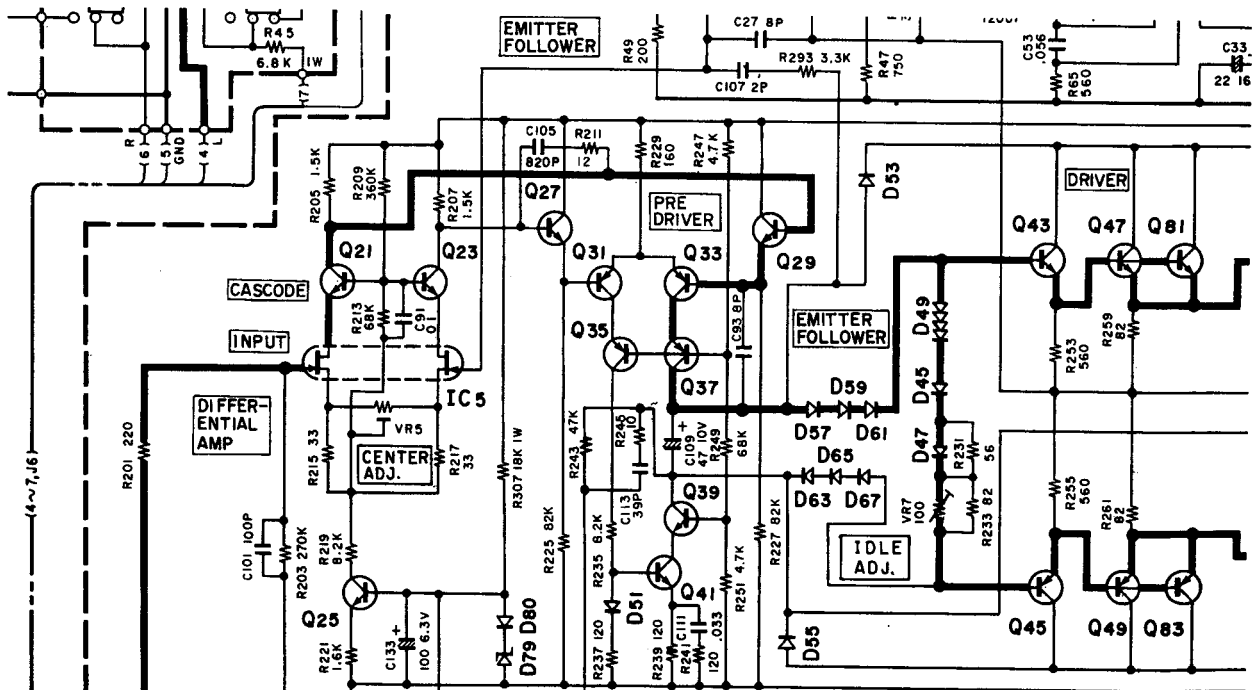 R45
6.8K 1W
(7)
R
6
5
GND
4
L
EMITTER
FOLLOWER
R49
200
C27 8P
R293 3.3K
C107 2P
R47
750
C53
.056
R65
560
C33
22 16
R205 1.5K
R209
360K
R207
1.5K
C105
820P
R211
12
R229
160
R247
4.7K
Q27
PRE
DRIVER
D53
DRIVER
Q43
Q47
Q81
Q21
Q23
Q31
Q33
Q29
CASCODE
R213
68K
C91
0.1
Q35
C93 8P
EMITTER
FOLLOWER
D49
R259
82
INPUT
R253
560
IC5
Q37
D59
D45
DIFFER-
ENTIAL
AMP
VR5
R201 220
R215 33
CENTER
ADJ.
R217
33
R307 18K 1W
R243 47K
R245
10
C109
47 10V
R249
68K
D57
D61
D65
D63
D67
D47
R231
56
(4~7,J6)
C113
39P
Q39
VR7
100
R233 82
R255
560
R261
82
C101 100P
R203 270K
R219
8.2K
R225 82K
R235 8.2K
R227 82K
R251 4.7K
IDLE
ADJ.
Q25
Q41
D51
D80
D79
C133
100 6.3V
R221
1.6K
R237 120
R239 120
C111
.033
R241
120
D55
Q45
Q49
Q83